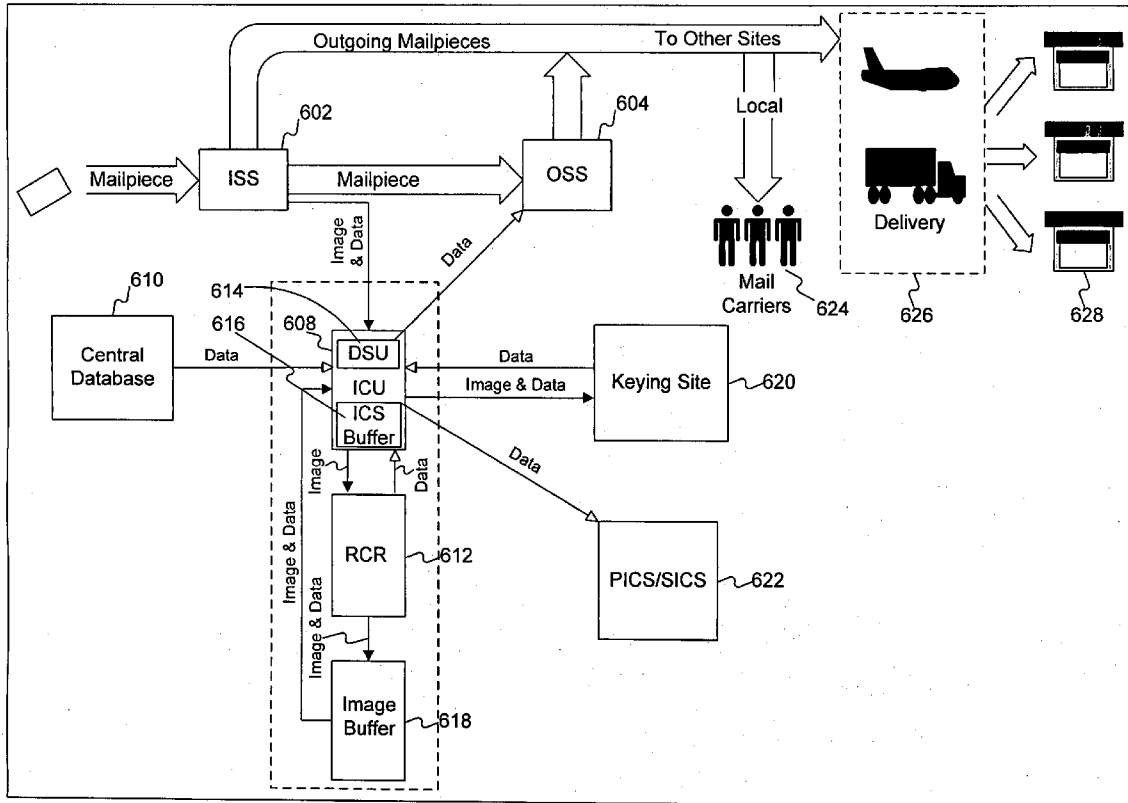 Outgoing Mailpieces
To Other Sites
602
604
Local
Mailpiece
ISS
Mailpiece
OSS
Delivery
Image
& Data
Data
Mail
Carriers
624
626
628
610
614
616
608
Central
Database
Data
DSU
ICU
ICS
Buffer
Data
Image & Data
Keying Site
620
Image
Data
Data
Image & Data
RCR
612
PICS/SICS
622
Image & Data
Image
Buffer
618